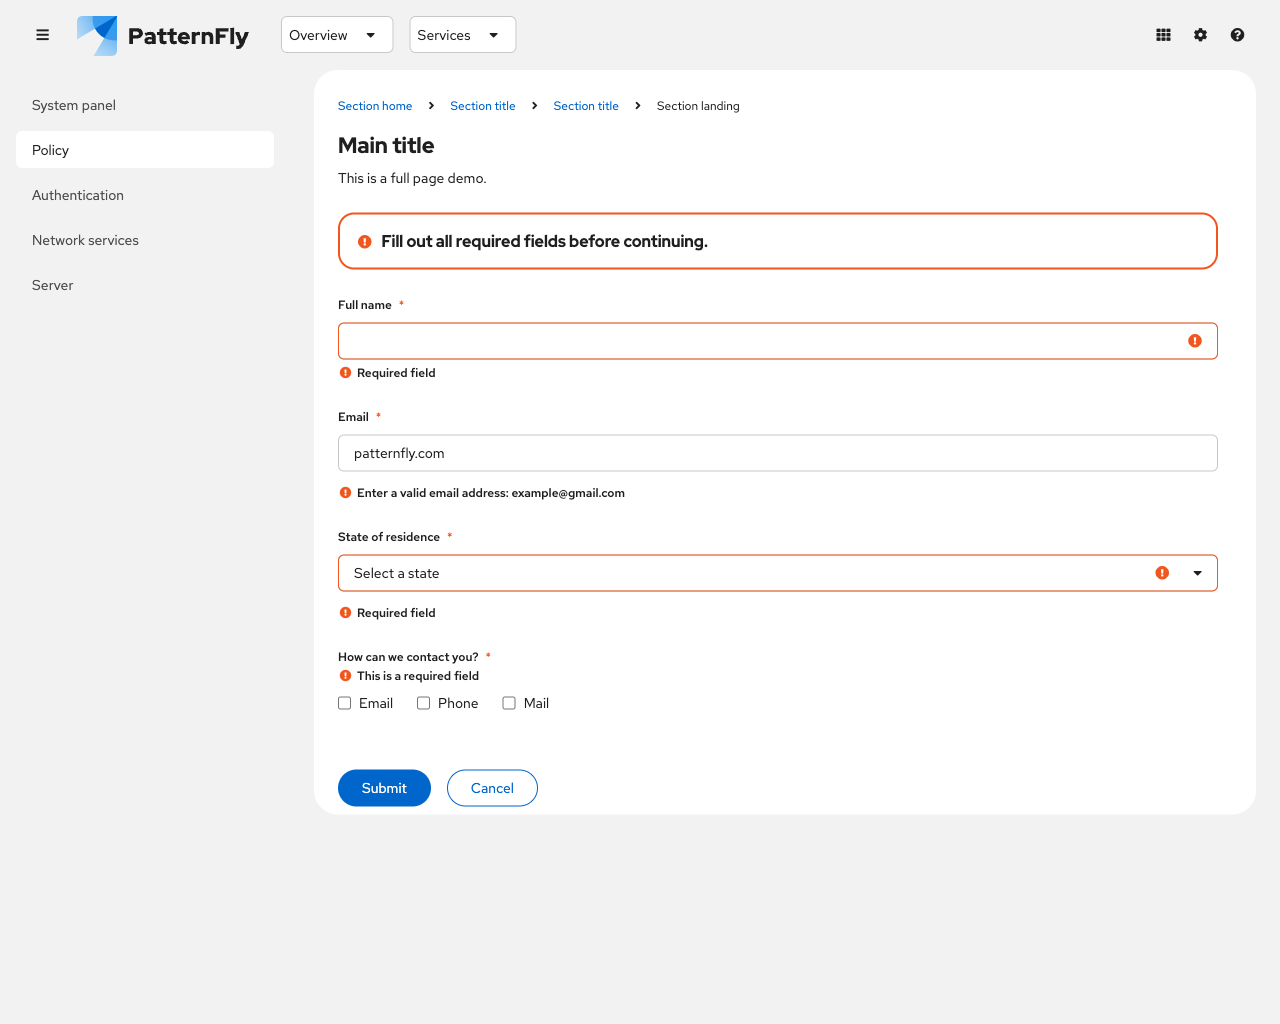 PatternFly Overview Services
System panel
Policy
Authentication
Network services
Server
Section home Section title Section title Section landing
Main title
This is a full page demo.
Fill out all required fields before continuing.
Full name *
Required field
Email *
patternfly.com
Enter a valid email address: example@gmail.com
State of residence *
Select a state
Required field
How can we contact you? *
This is a required field
Email Phone Mail
Submit Cancel